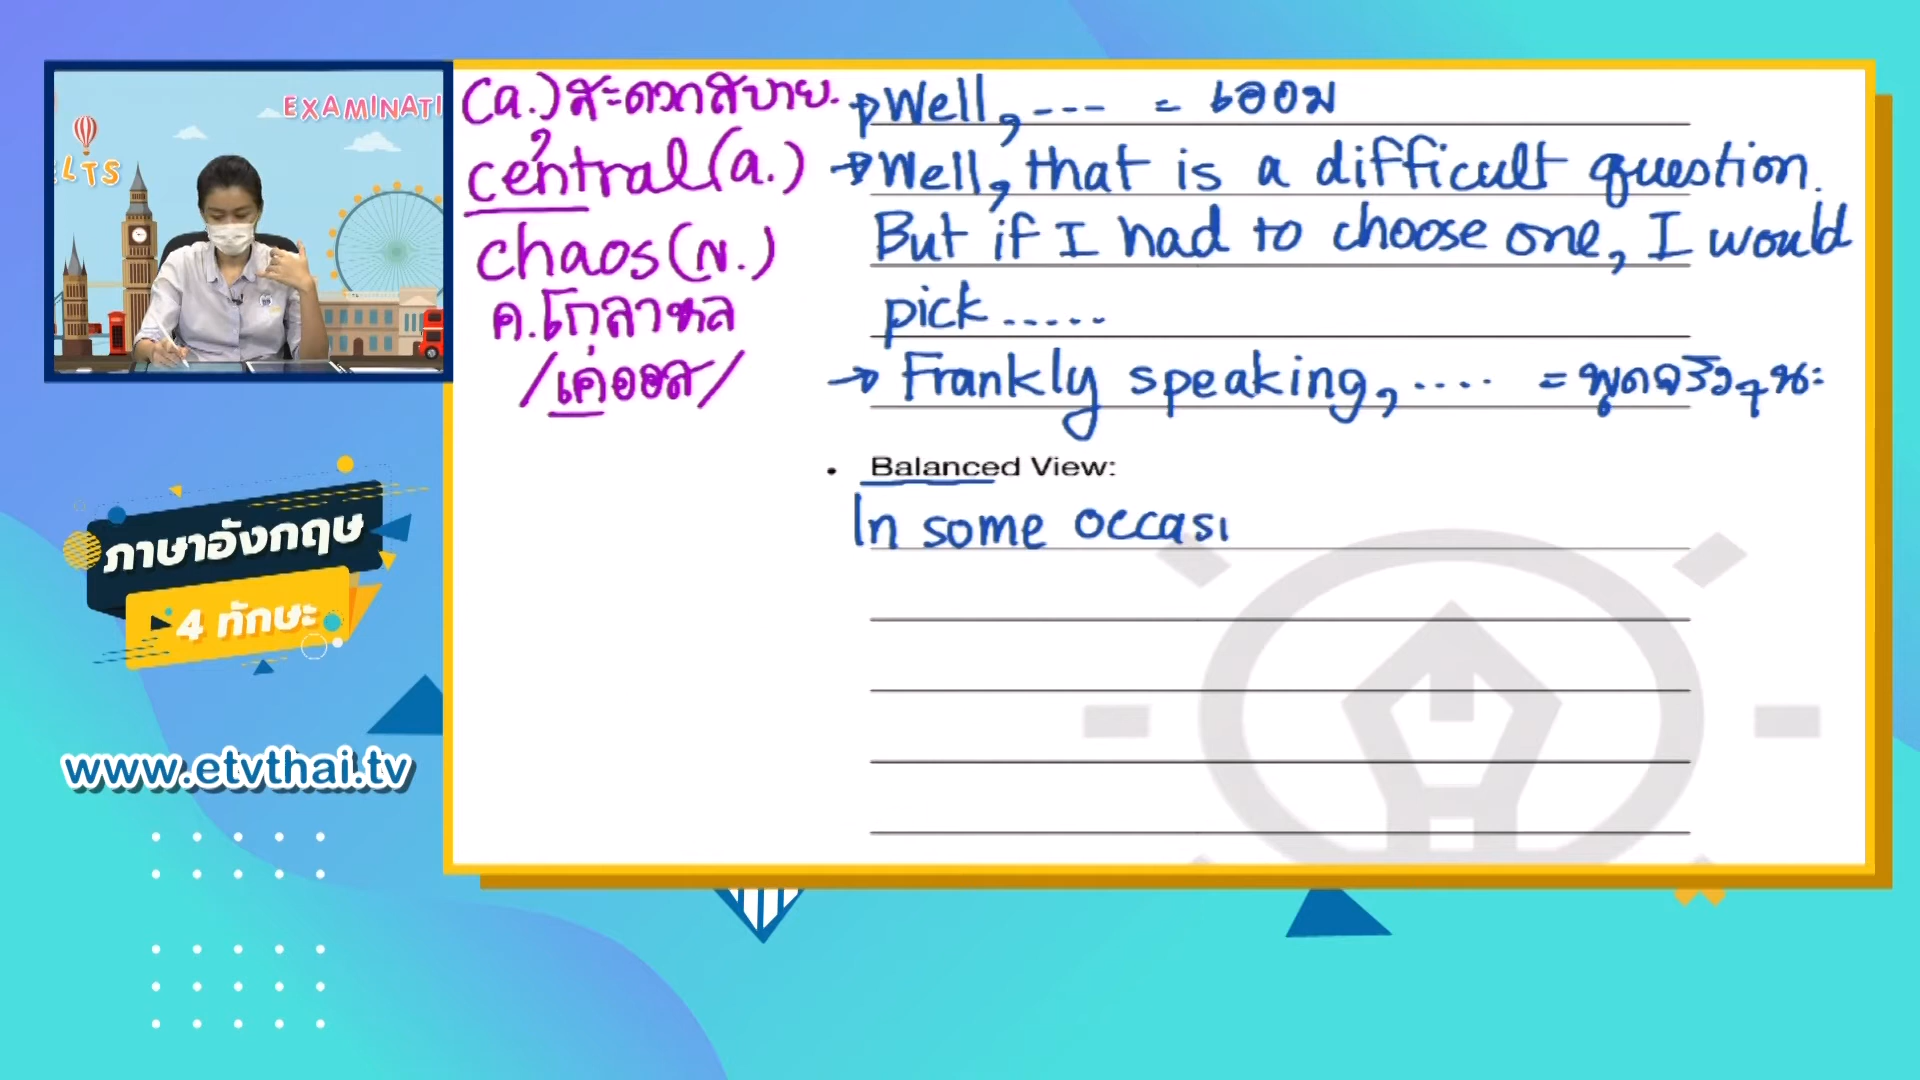 EXAMINATI
ELTS
(a.) สะดวกสบาย.
central (a.)
chaos (n.)
ค.โกลาหล
/เค่ออส/
→ Well, ---- = เออม
→ Well, that is a difficult question.
But if I had to choose one, I would
pick .....
→ Frankly speaking, .... = พูดจริงๆนะ
• Balanced View:
In some occasi
ภาษาอังกฤษ
4 ทักษะ
www.etvthai.tv